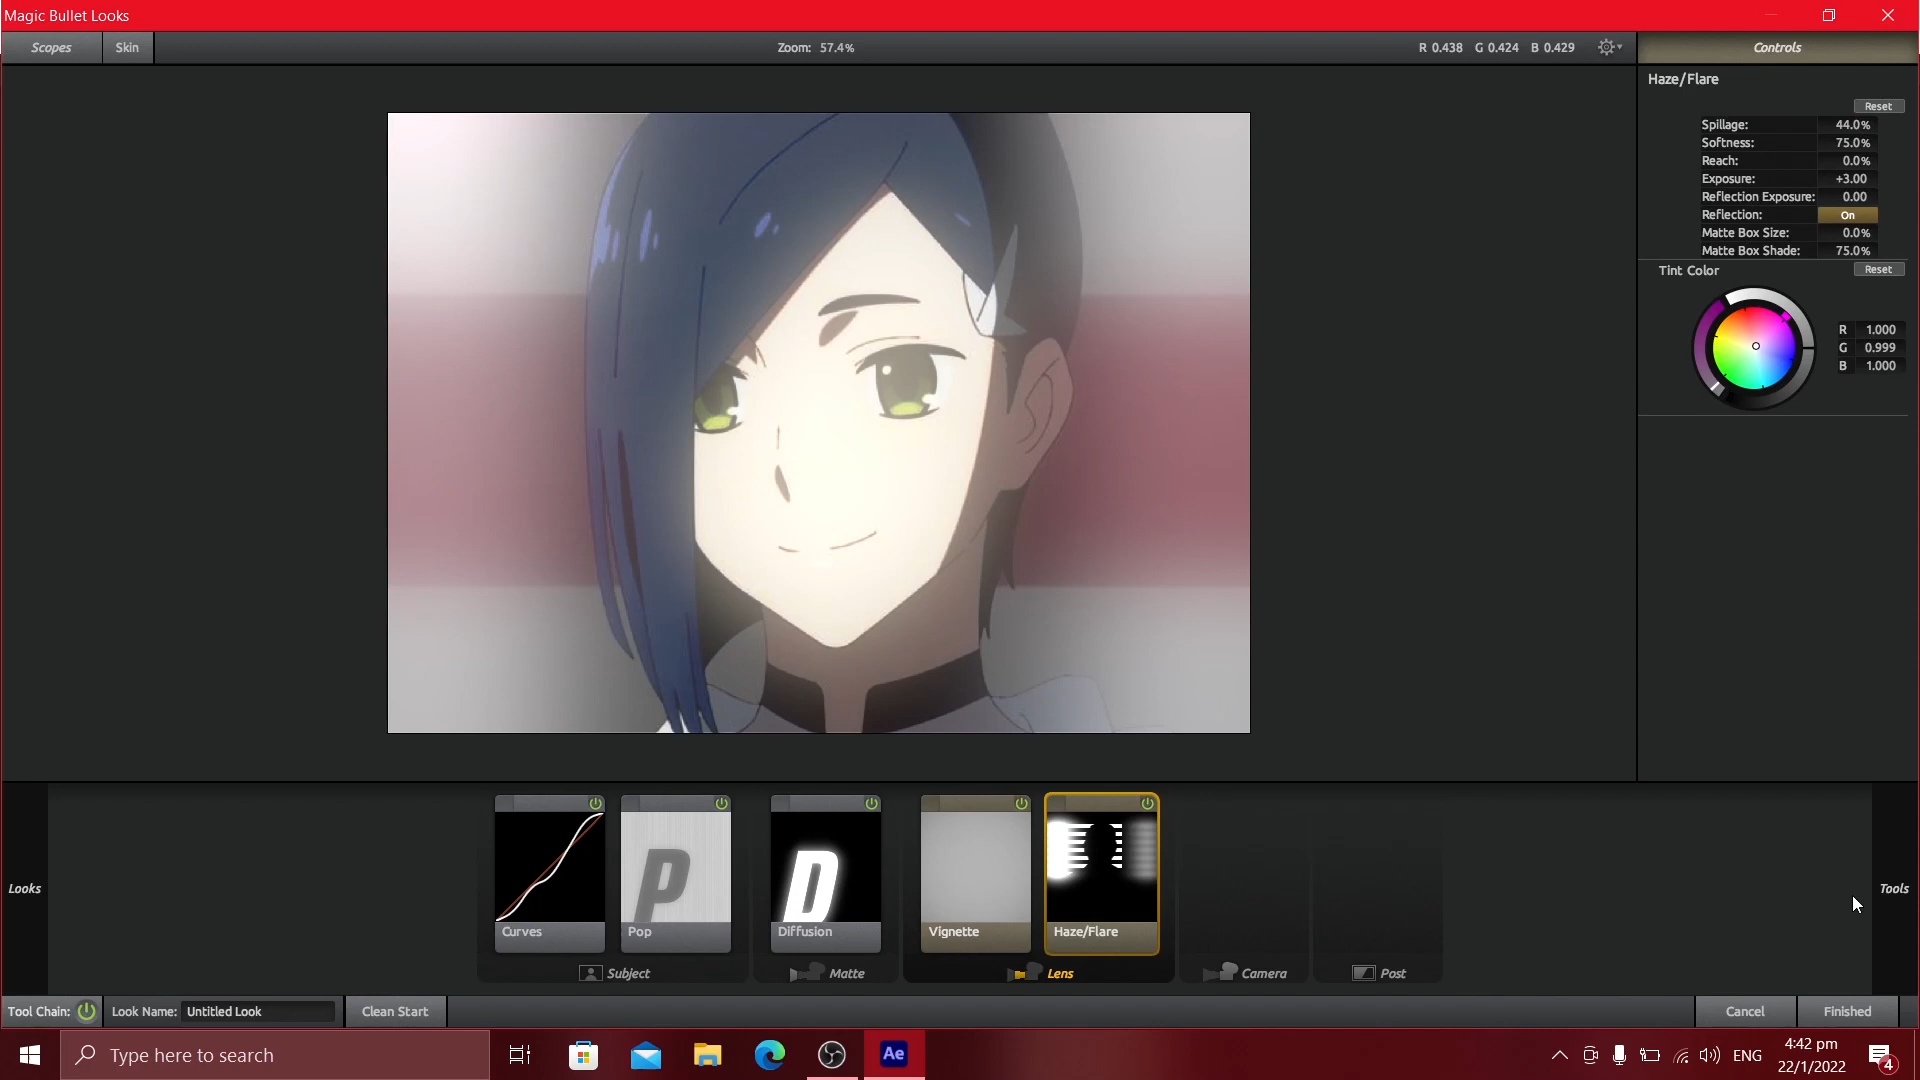 Magic Bullet Looks
Scopes
Skin
Zoom: 57.4%
R 0.438 G 0.424 B 0.429
Controls
Haze/Flare
Reset
Spillage: 44.0%
Softness: 75.0%
Reach: 0.0%
Exposure: +3.00
Reflection Exposure: 0.00
Reflection: On
Matte Box Size: 0.0%
Matte Box Shade: 75.0%
Tint Color
Reset
R 1.000
G 0.999
B 1.000
Looks
Tools
P
D
Curves
Pop
Diffusion
Vignette
Haze/Flare
Subject
Matte
Lens
Camera
Post
Tool Chain:
Look Name: Untitled Look
Clean Start
Cancel
Finished
Type here to search
Ae
ENG
4:42 pm
22/1/2022
4